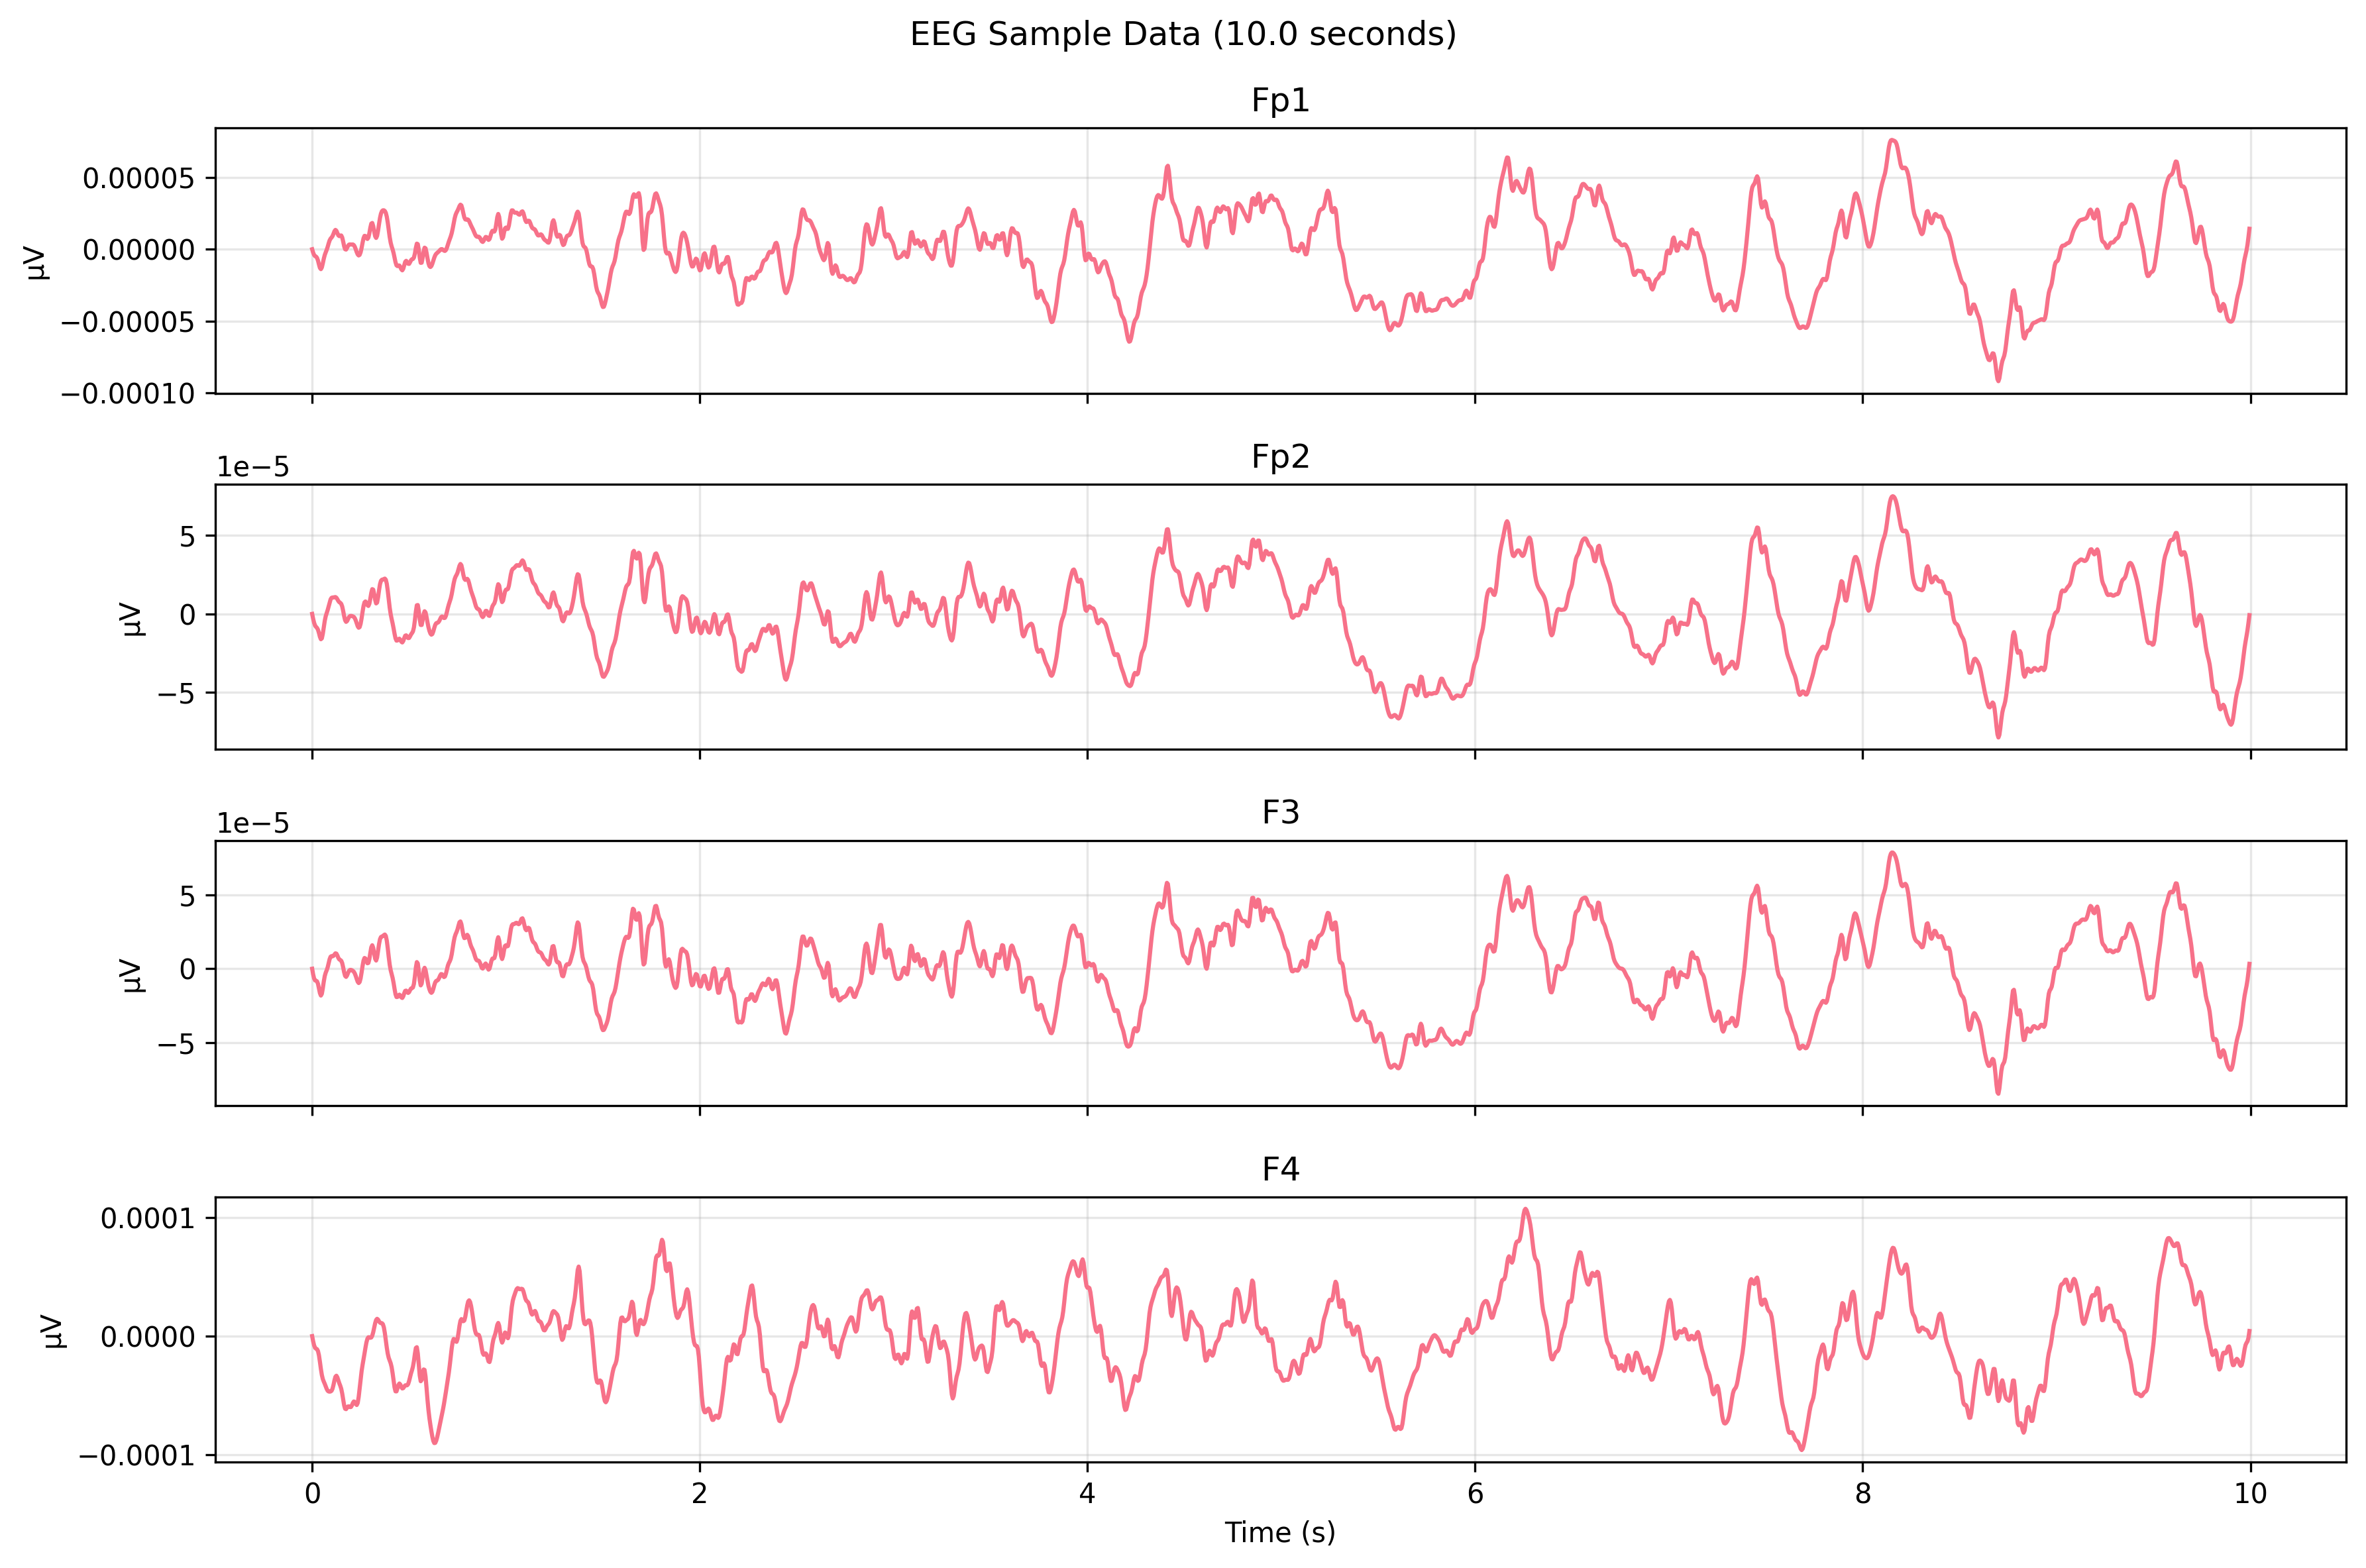 EEG Sample Data (10.0 seconds)
Fp1
0.00005
0.00000
−0.00005
−0.00010
µV
Fp2
1e−5
5
0
−5
µV
F3
1e−5
5
0
−5
µV
F4
0.0001
0.0000
−0.0001
µV
0 2 4 6 8 10
Time (s)